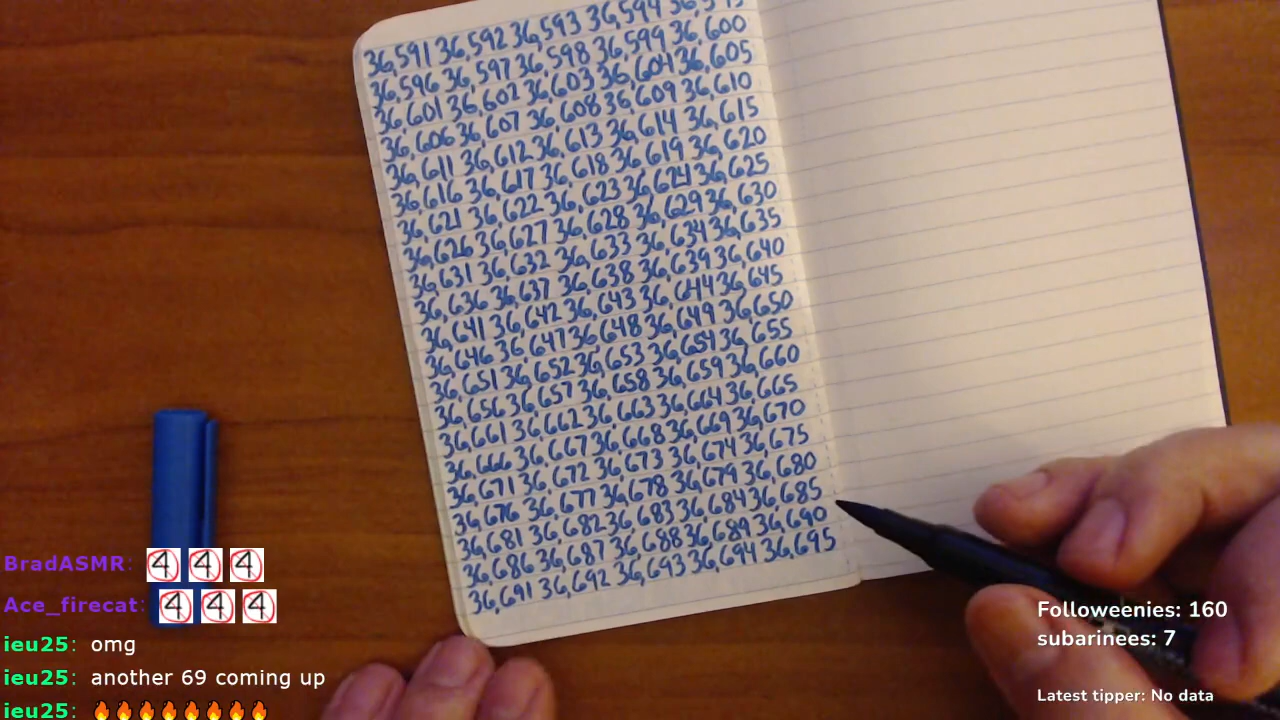 36,591 36,592 36,593 36,594 36,595
36,596 36,597 36,598 36,599 36,600
36,601 36,602 36,603 36,604 36,605
36,606 36,607 36,608 36,609 36,610
36,611 36,612 36,613 36,614 36,615
36,616 36,617 36,618 36,619 36,620
36,621 36,622 36,623 36,624 36,625
36,626 36,627 36,628 36,629 36,630
36,631 36,632 36,633 36,634 36,635
36,636 36,637 36,638 36,639 36,640
36,641 36,642 36,643 36,644 36,645
36,646 36,647 36,648 36,649 36,650
36,651 36,652 36,653 36,654 36,655
36,656 36,657 36,658 36,659 36,660
36,661 36,662 36,663 36,664 36,665
36,666 36,667 36,668 36,669 36,670
36,671 36,672 36,673 36,674 36,675
36,676 36,677 36,678 36,679 36,680
36,681 36,682 36,683 36,684 36,685
36,686 36,687 36,688 36,689 36,690
36,691 36,692 36,693 36,694 36,695
BradASMR: 4 4 4
Ace_firecat: 4 4 4
ieu25: omg
ieu25: another 69 coming up
ieu25: 🔥🔥🔥🔥🔥🔥🔥🔥
Followeenies: 160
subarinees: 7
Latest tipper: No data